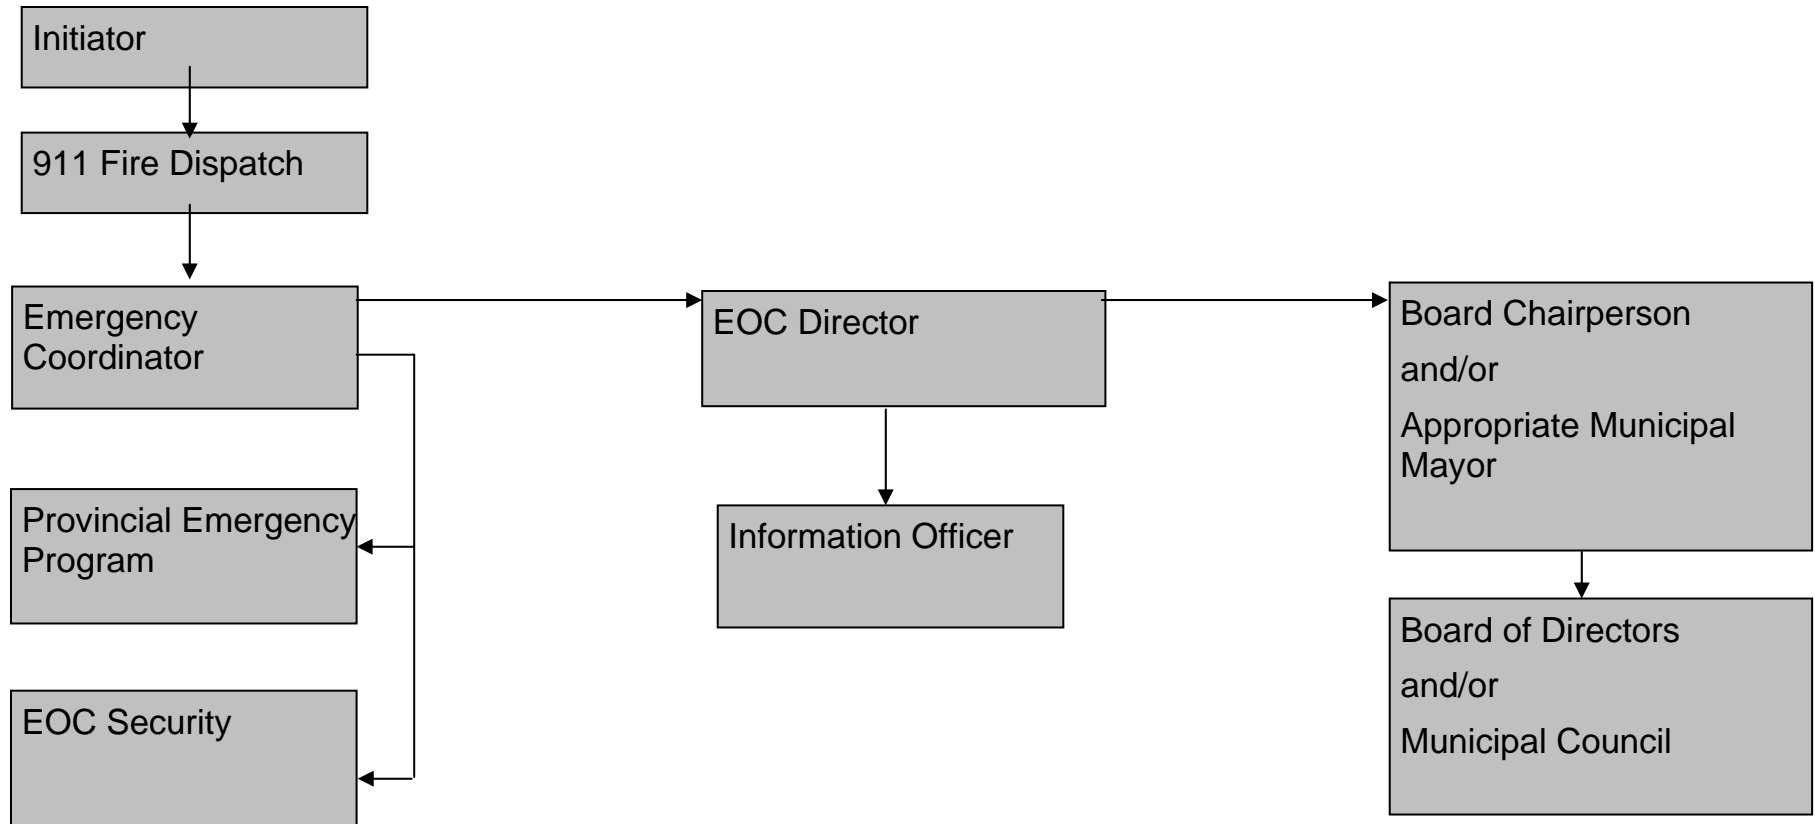 Initiator
911 Fire Dispatch
Emergency
Coordinator
EOC Director
Board Chairperson
and/or
Appropriate Municipal
Mayor
Provincial Emergency
Program
Information Officer
Board of Directors
and/or
Municipal Council
EOC Security